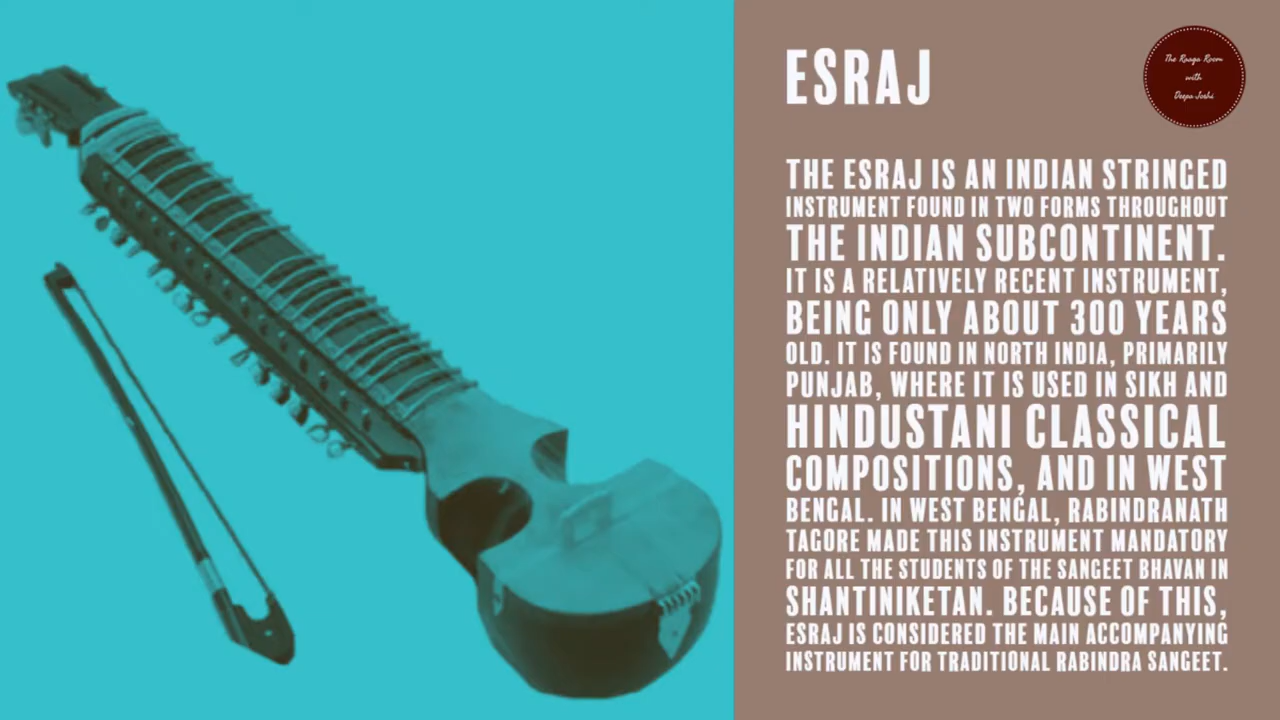 ESRAJ
The Raaga Room
with
Deepa Joshi
THE ESRAJ IS AN INDIAN STRINGED
INSTRUMENT FOUND IN TWO FORMS THROUGHOUT
THE INDIAN SUBCONTINENT.
IT IS A RELATIVELY RECENT INSTRUMENT,
BEING ONLY ABOUT 300 YEARS
OLD. IT IS FOUND IN NORTH INDIA, PRIMARILY
PUNJAB, WHERE IT IS USED IN SIKH AND
HINDUSTANI CLASSICAL
COMPOSITIONS, AND IN WEST
BENGAL. IN WEST BENGAL, RABINDRANATH
TAGORE MADE THIS INSTRUMENT MANDATORY
FOR ALL THE STUDENTS OF THE SANGEET BHAVAN IN
SHANTINIKETAN. BECAUSE OF THIS,
ESRAJ IS CONSIDERED THE MAIN ACCOMPANYING
INSTRUMENT FOR TRADITIONAL RABINDRA SANGEET.